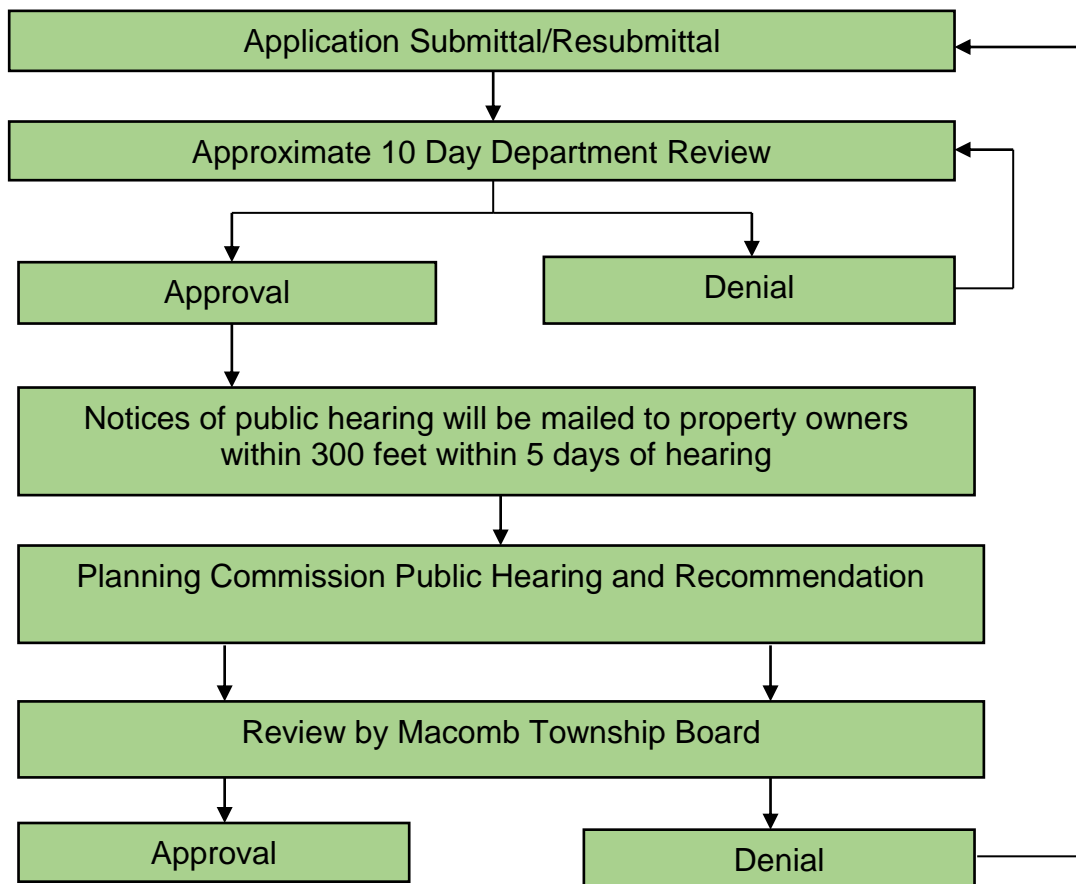 Application Submittal/Resubmittal
Approximate 10 Day Department Review
Approval
Denial
Notices of public hearing will be mailed to property owners
within 300 feet within 5 days of hearing
Planning Commission Public Hearing and Recommendation
Review by Macomb Township Board
Approval
Denial